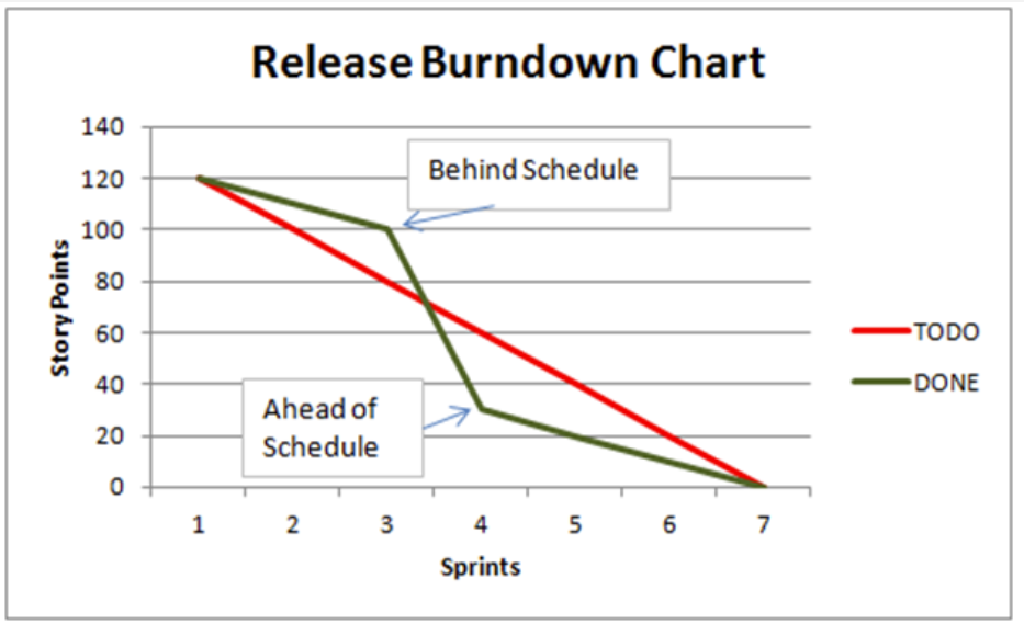 Release Burndown Chart
140
120
100
80
60
40
20
0
Story Points
Behind Schedule
Ahead of
Schedule
TODO
DONE
1 2 3 4 5 6 7
Sprints